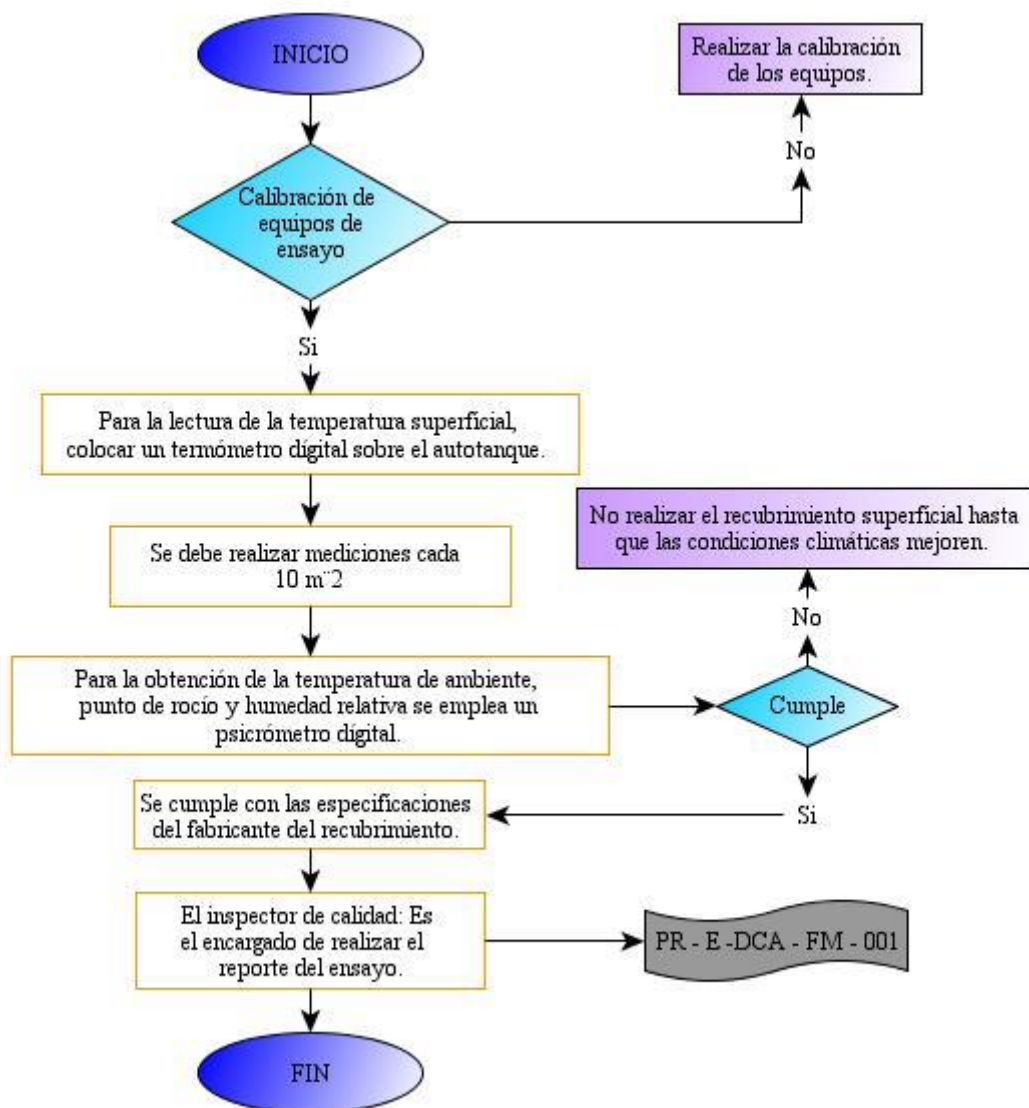 INICIO
Realizar la calibración
de los equipos.
No
Calibración de
equipos de
ensayo
Si
Para la lectura de la temperatura superfícial,
colocar un termómetro dígital sobre el autotanque.
No realizar el recubrimiento superfícial hasta
que las condiciones climáticas mejoren.
Se debe realizar mediciones cada
10 m¨2
No
Para la obtención de la temperatura de ambiente,
punto de rocío y humedad relativa se emplea un
psicrómetro dígital.
Cumple
Si
Se cumple con las especificaciones
del fabricante del recubrimiento.
El inspector de calidad: Es
el encargado de realizar el
reporte del ensayo.
PR - E -DCA - FM - 001
FIN